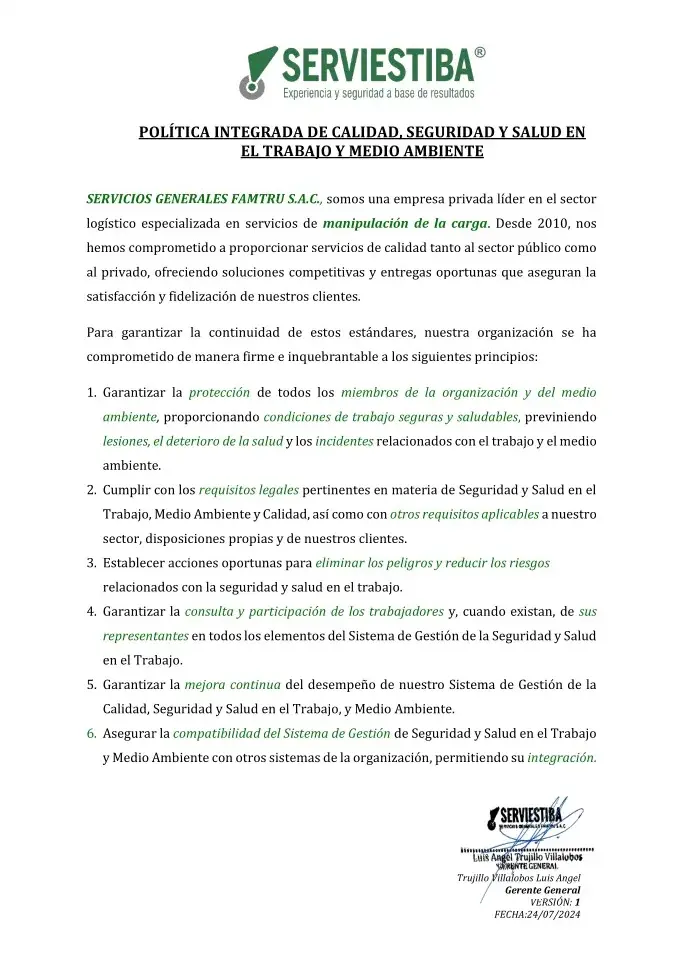 SERVIESTIBA®
Experiencia y seguridad a base de resultados
POLÍTICA INTEGRADA DE CALIDAD, SEGURIDAD Y SALUD EN
EL TRABAJO Y MEDIO AMBIENTE
SERVICIOS GENERALES FAMTRU S.A.C., somos una empresa privada líder en el sector
logístico especializada en servicios de manipulación de la carga. Desde 2010, nos
hemos comprometido a proporcionar servicios de calidad tanto al sector público como
al privado, ofreciendo soluciones competitivas y entregas oportunas que aseguran la
satisfacción y fidelización de nuestros clientes.
Para garantizar la continuidad de estos estándares, nuestra organización se ha
comprometido de manera firme e inquebrantable a los siguientes principios:
1. Garantizar la protección de todos los miembros de la organización y del medio
ambiente, proporcionando condiciones de trabajo seguras y saludables, previniendo
lesiones, el deterioro de la salud y los incidentes relacionados con el trabajo y el medio
ambiente.
2. Cumplir con los requisitos legales pertinentes en materia de Seguridad y Salud en el
Trabajo, Medio Ambiente y Calidad, así como con otros requisitos aplicables a nuestro
sector, disposiciones propias y de nuestros clientes.
3. Establecer acciones oportunas para eliminar los peligros y reducir los riesgos
relacionados con la seguridad y salud en el trabajo.
4. Garantizar la consulta y participación de los trabajadores y, cuando existan, de sus
representantes en todos los elementos del Sistema de Gestión de la Seguridad y Salud
en el Trabajo.
5. Garantizar la mejora continua del desempeño de nuestro Sistema de Gestión de la
Calidad, Seguridad y Salud en el Trabajo, y Medio Ambiente.
6. Asegurar la compatibilidad del Sistema de Gestión de Seguridad y Salud en el Trabajo
y Medio Ambiente con otros sistemas de la organización, permitiendo su integración.
SERVIESTIBA
SERVICIOS GENERALES FAMTRU S.A.C
Luis Angel Trujillo Villalobos
GERENTE GENERAL
Trujillo Villalobos Luis Angel
Gerente General
VERSIÓN: 1
FECHA:24/07/2024